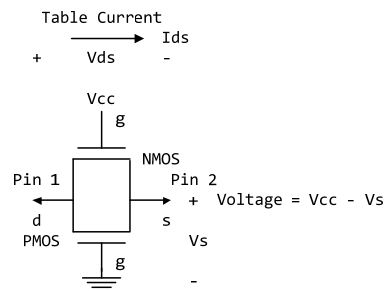 Table Current
Ids
+ Vds -
Vcc
g
NMOS
Pin 1 Pin 2
+ Voltage = Vcc - Vs
d s
PMOS Vs
g
-